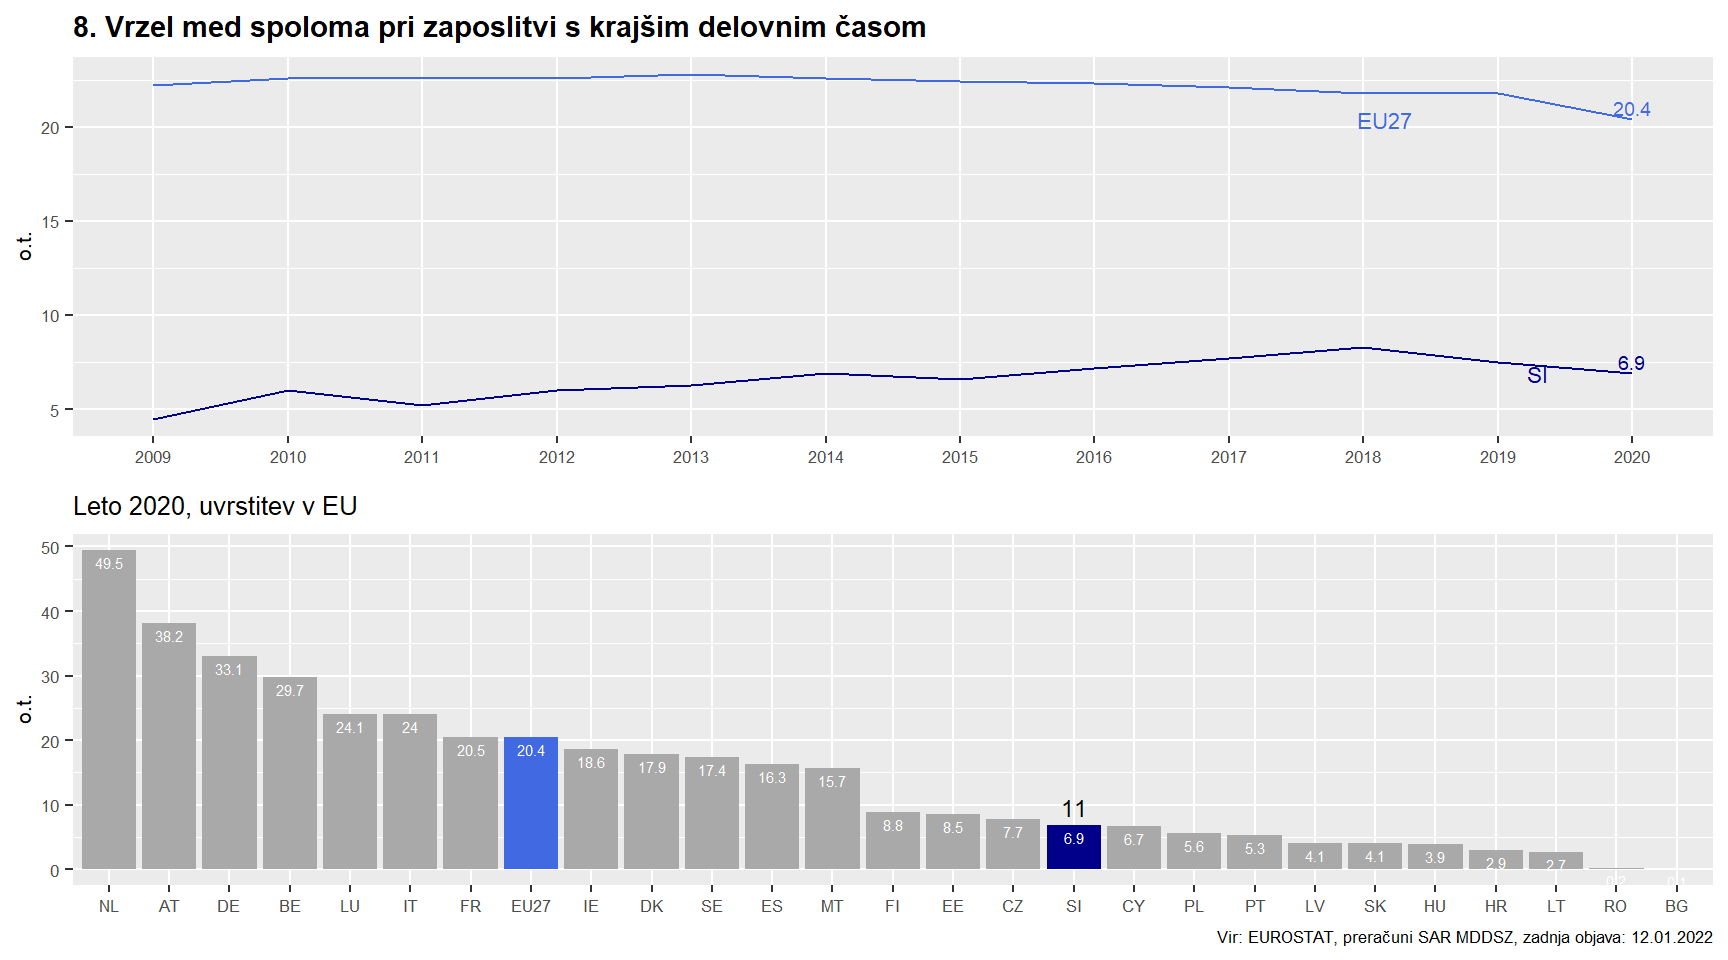 8. Vrzel med spoloma pri zaposlitvi s krajšim delovnim časom
o.t.
20
15
10
5
EU27
20.4
SI
6.9
2009 2010 2011 2012 2013 2014 2015 2016 2017 2018 2019 2020
Leto 2020, uvrstitev v EU
o.t.
50
40
30
20
10
0
11
49.5 38.2 33.1 29.7 24.1 24 20.5 20.4 18.6 17.9 17.4 16.3 15.7 8.8 8.5 7.7 6.9 6.7 5.6 5.3 4.1 4.1 3.9 2.9 2.7 0.2
NL AT DE BE LU IT FR EU27 IE DK SE ES MT FI EE CZ SI CY PL PT LV SK HU HR LT RO BG
Vir: EUROSTAT, preračuni SAR MDDSZ, zadnja objava: 12.01.2022